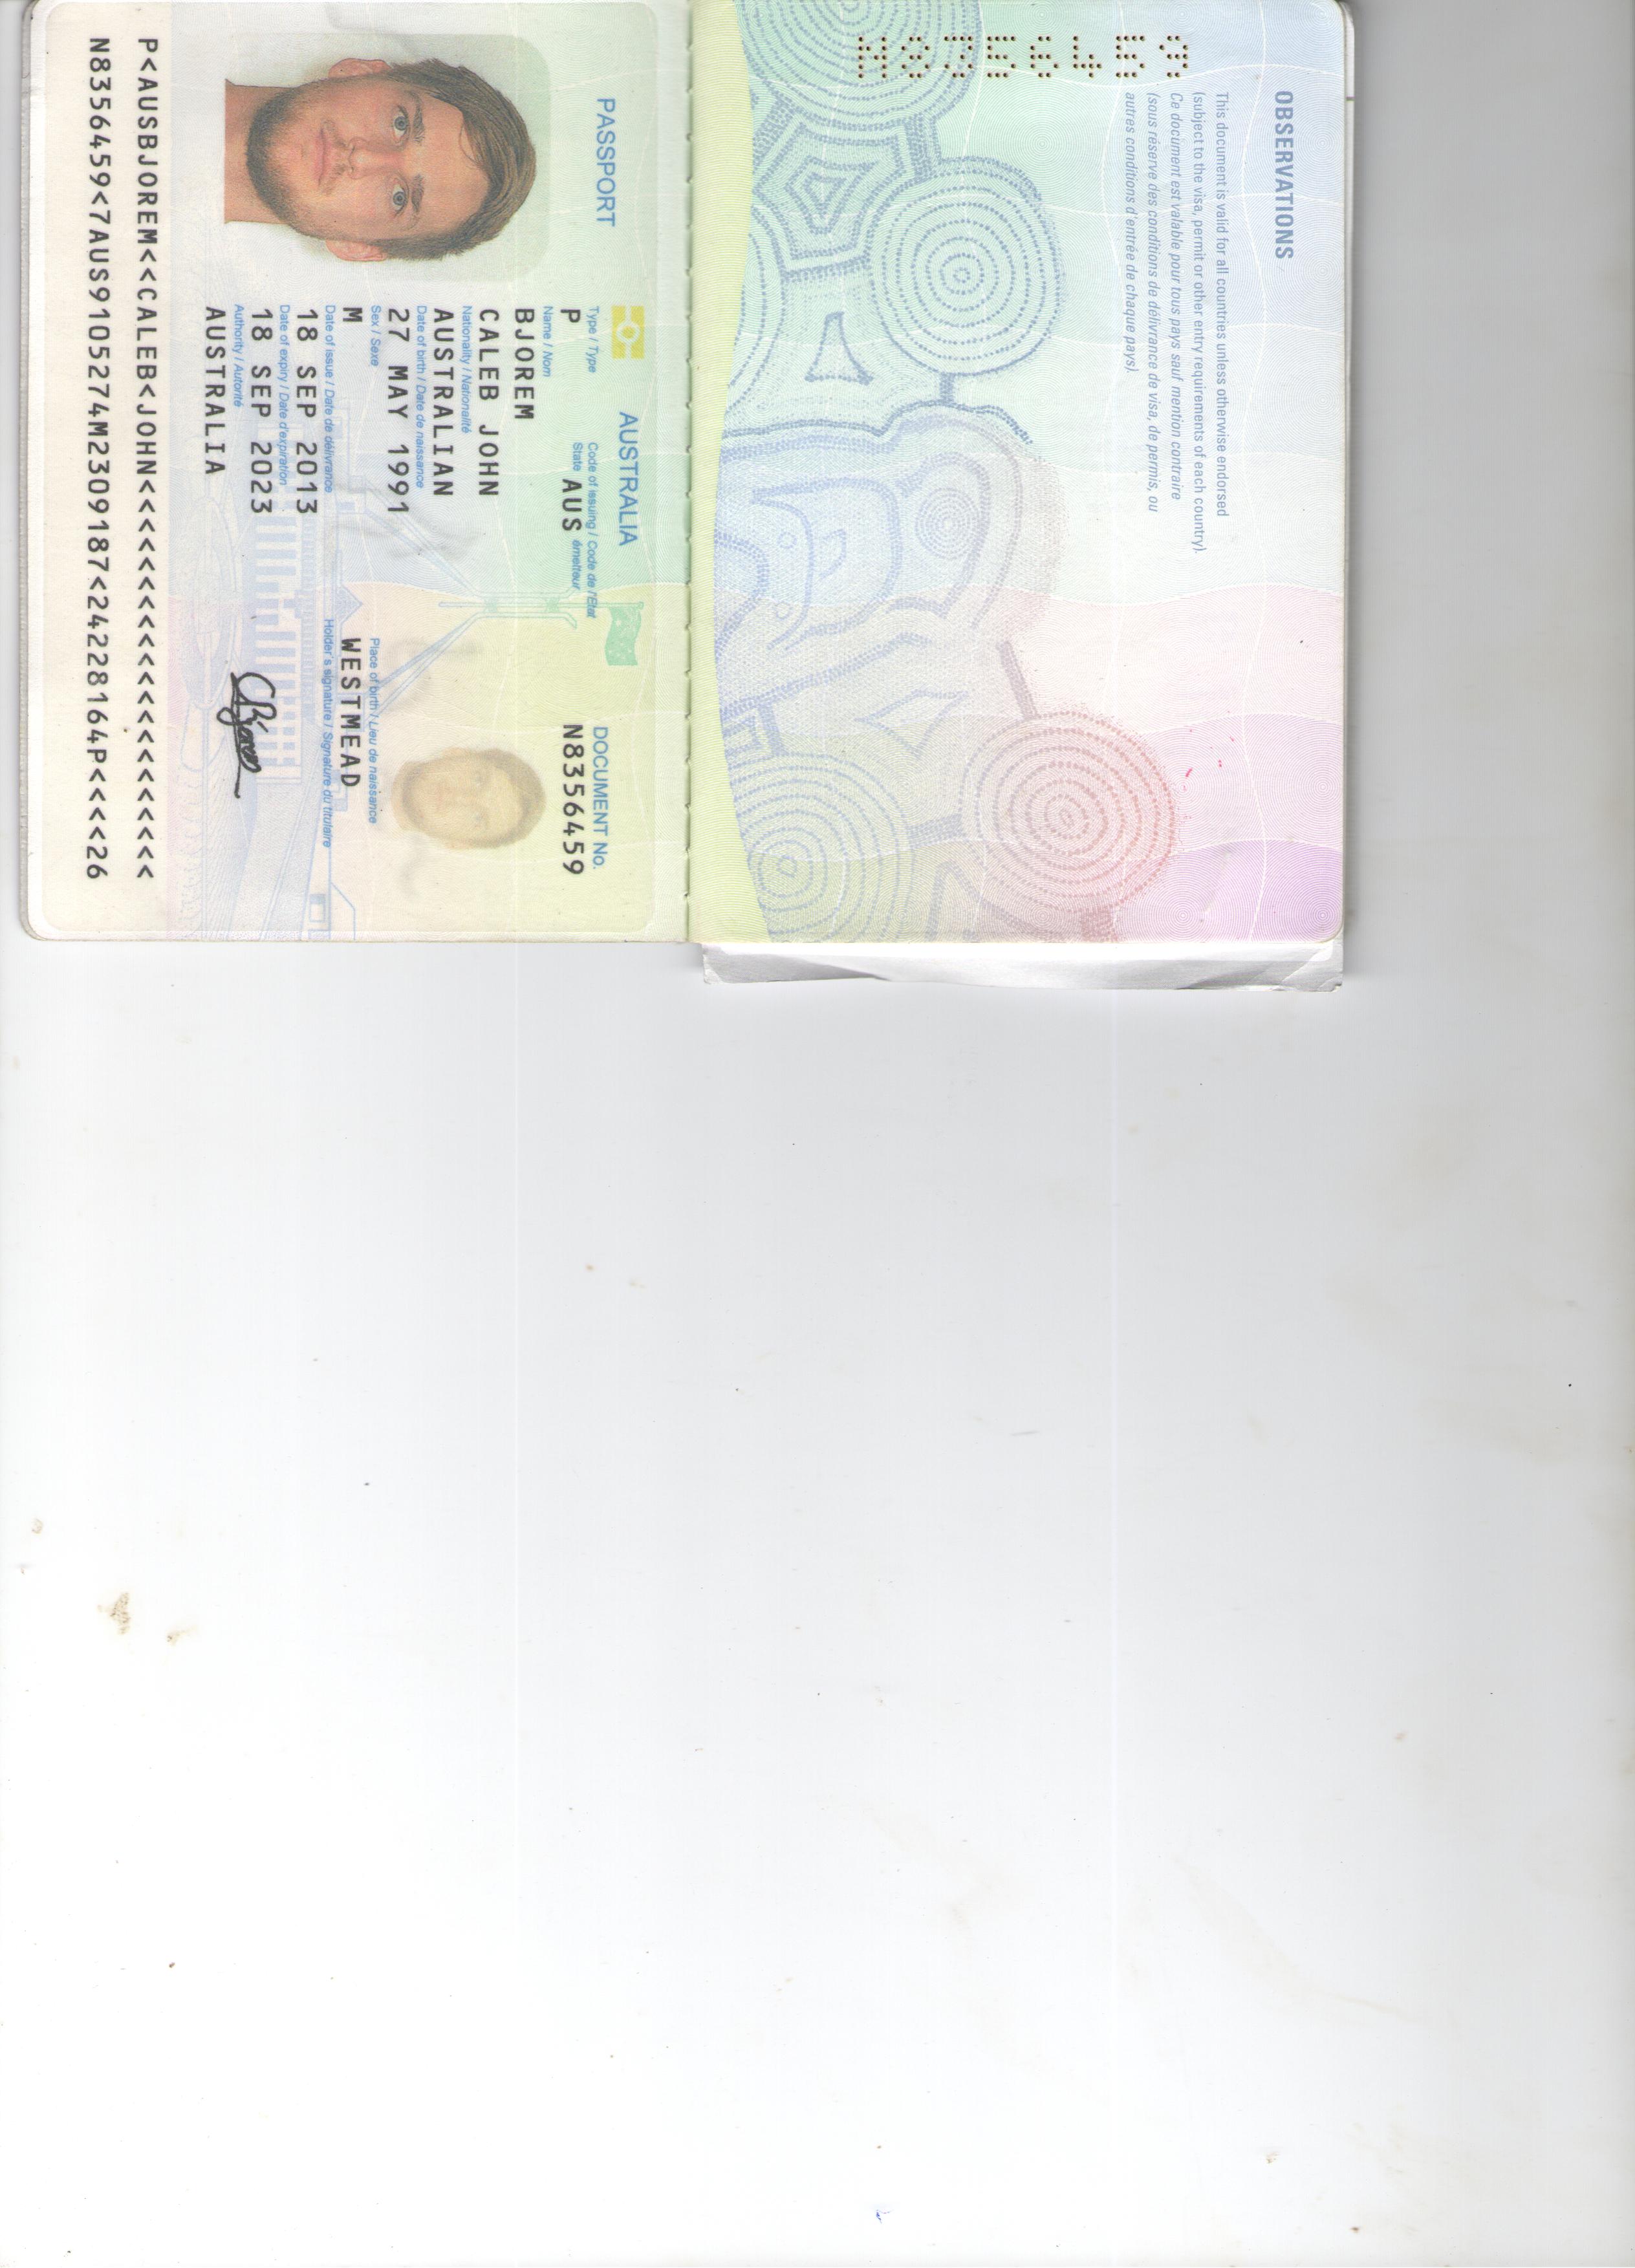 N8356459
OBSERVATIONS
This document is valid for all countries unless otherwise endorsed
(subject to the visa, permit or other entry requirements of each country).
Ce document est valable pour tous pays sauf mention contraire
(sous réserve des conditions de délivrance de visa, de permis, ou
autres conditions d'entrée de chaque pays).
PASSPORT
AUSTRALIA
Type / Type
P
Code of issuing / Code de l'État
State AUS émetteur
DOCUMENT No.
N8356459
Name / Nom
BJOREM
CALEB JOHN
Nationality / Nationalité
AUSTRALIAN
Date of birth / Date de naissance
27 MAY 1991
Sex / Sexe
M
Place of birth / Lieu de naissance
WESTMEAD
Date of issue / Date de délivrance
18 SEP 2013
Holder's signature / Signature du titulaire
Date of expiry / Date d'expiration
18 SEP 2023
Authority / Autorité
AUSTRALIA
P<AUSBJOREM<<CALEB<JOHN<<<<<<<<<<<<<<<<<<<<<
N8356459<7AUS9105274M2309187<24228164P<<<<26